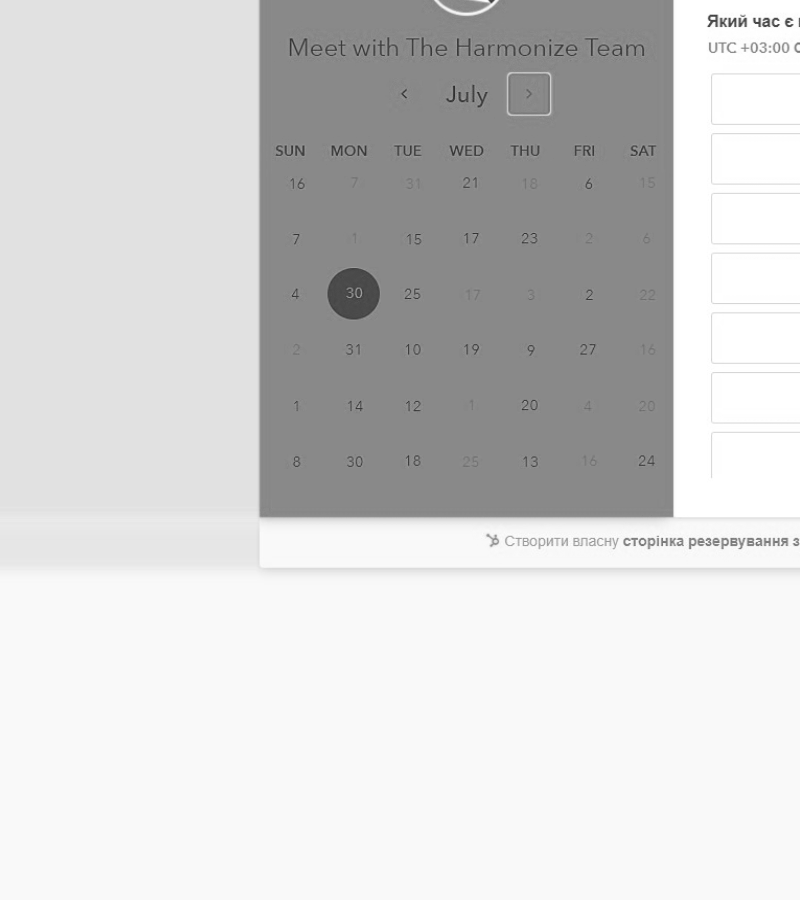 Який час є
Meet with The Harmonize Team
UTC +03:00
July
SUN MON TUE WED THU FRI SAT
16 7 31 21 18 6 15
7 1 15 17 23 2 6
4 30 25 17 3 2 22
2 31 10 19 9 27 16
1 14 12 1 20 4 20
8 30 18 25 13 16 24
Створити власну сторінка резервування з